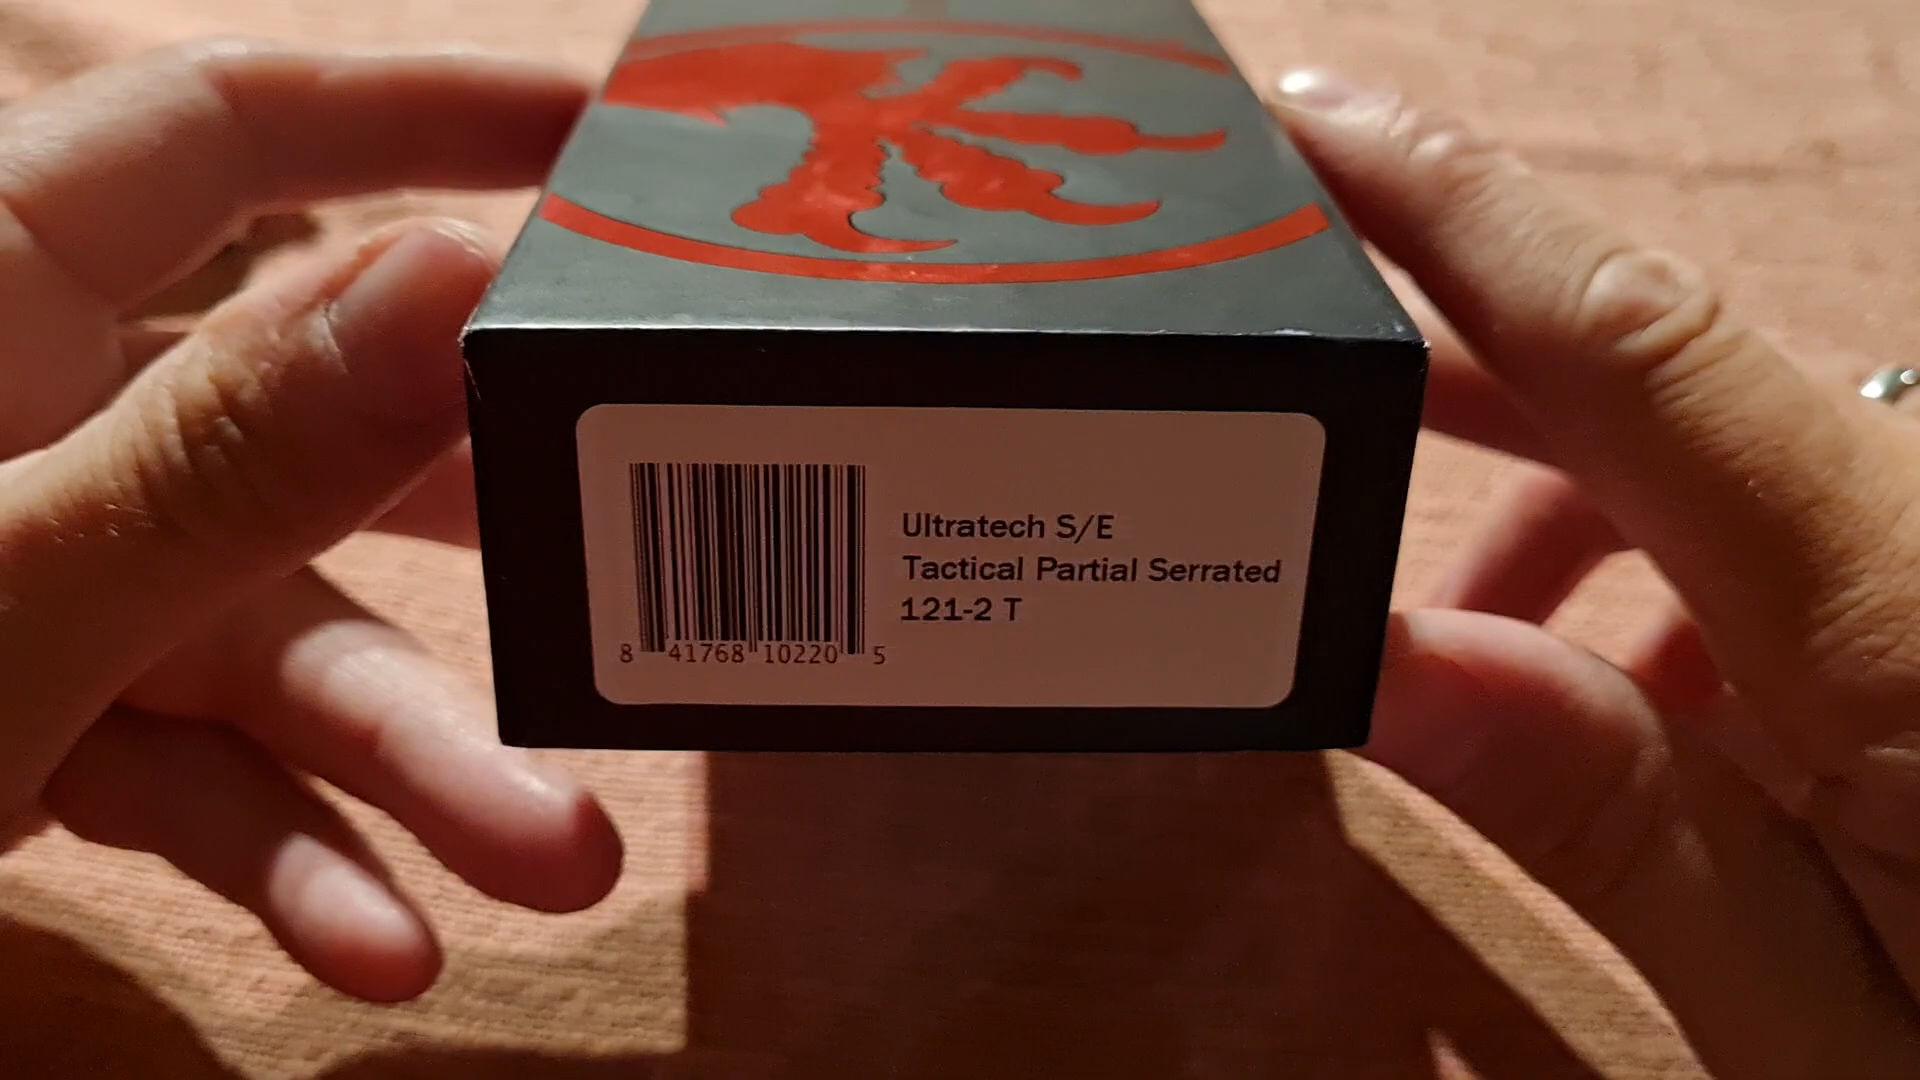 Ultratech S/E
Tactical Partial Serrated
121-2 T
8 41768 10220 5